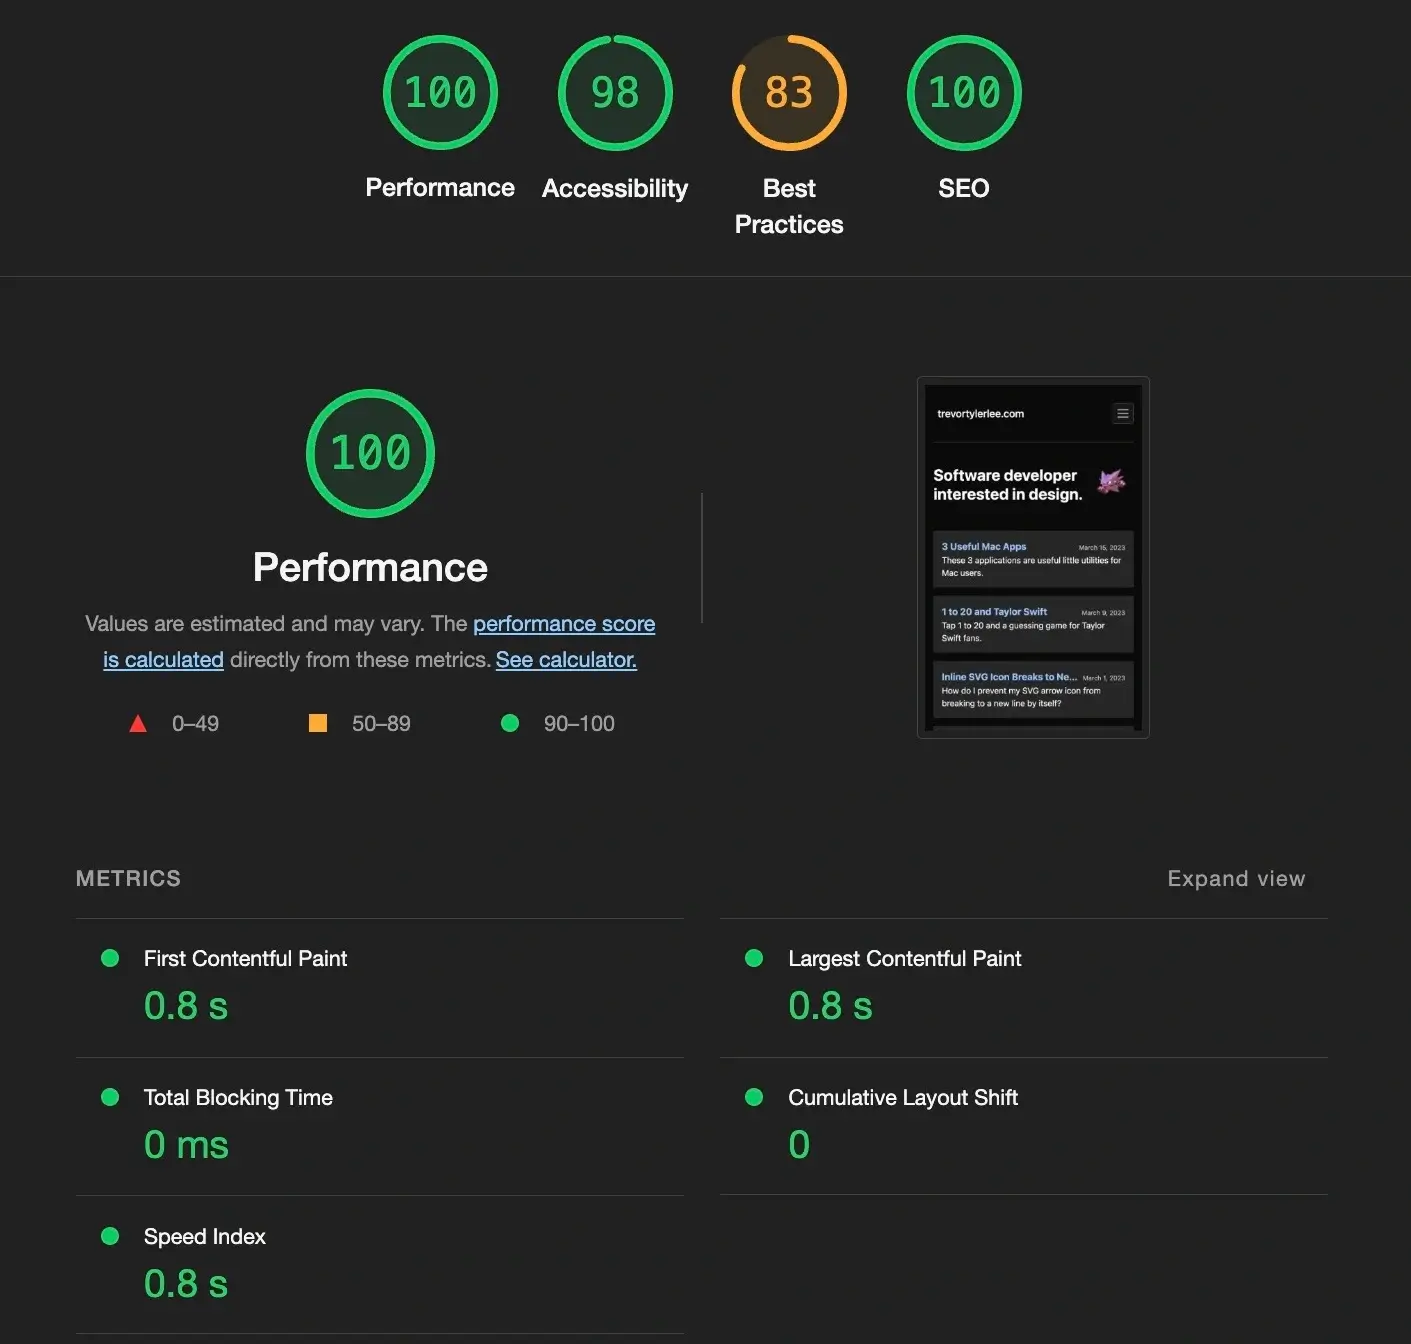 100
98
83
100
Performance
Accessibility
Best
Practices
SEO
100
Performance
Values are estimated and may vary. The performance score
is calculated directly from these metrics. See calculator.
0–49
50–89
90–100
trevortylerlee.com
Software developer
interested in design.
3 Useful Mac Apps
March 15, 2023
These 3 applications are useful little utilities for
Mac users.
1 to 20 and Taylor Swift
March 9, 2023
Tap 1 to 20 and a guessing game for Taylor
Swift fans.
Inline SVG Icon Breaks to Ne...
March 1, 2023
How do I prevent my SVG arrow icon from
breaking to a new line by itself?
METRICS
Expand view
First Contentful Paint
0.8 s
Largest Contentful Paint
0.8 s
Total Blocking Time
0 ms
Cumulative Layout Shift
0
Speed Index
0.8 s